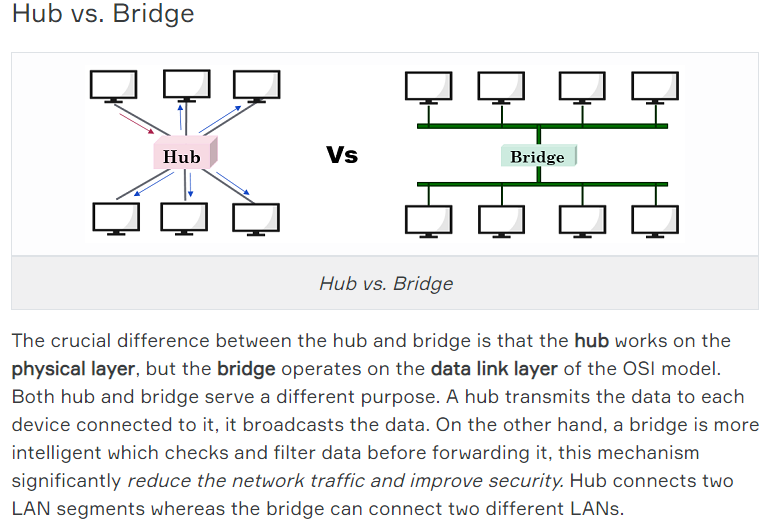 Hub vs. Bridge
Hub
Vs
Bridge
Hub vs. Bridge
The crucial difference between the hub and bridge is that the hub works on the
physical layer, but the bridge operates on the data link layer of the OSI model.
Both hub and bridge serve a different purpose. A hub transmits the data to each
device connected to it, it broadcasts the data. On the other hand, a bridge is more
intelligent which checks and filter data before forwarding it, this mechanism
significantly reduce the network traffic and improve security. Hub connects two
LAN segments whereas the bridge can connect two different LANs.